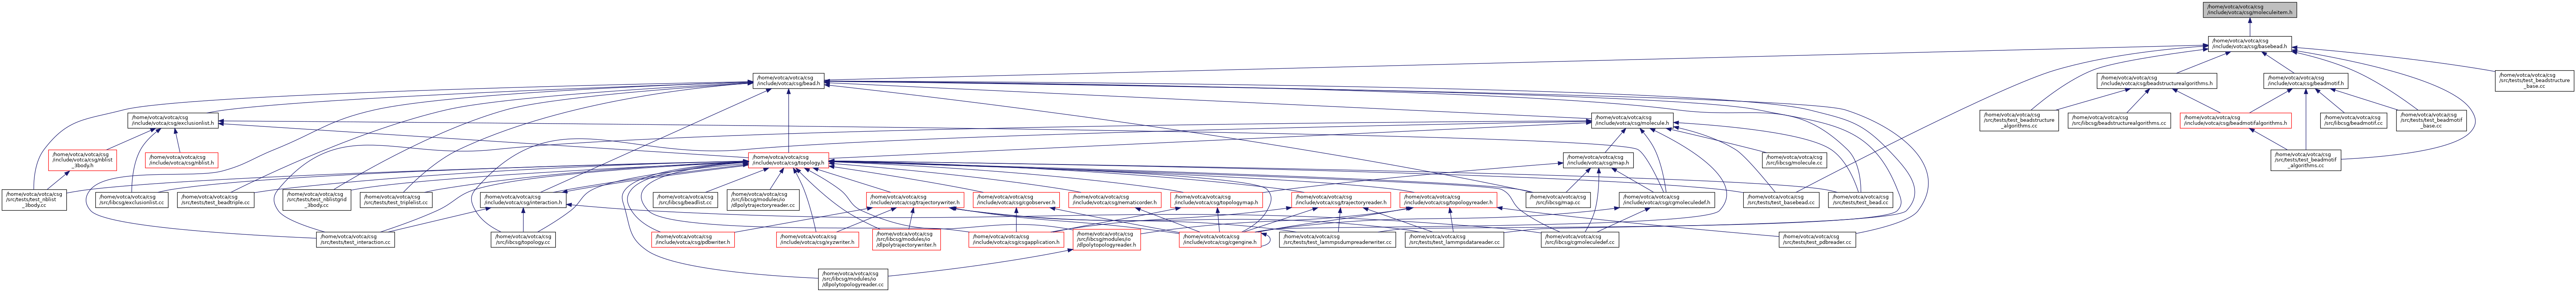 /home/votca/votca/csg
/include/votca/csg/moleculeitem.h
/home/votca/votca/csg
/include/votca/csg/basebead.h
/home/votca/votca/csg
/include/votca/csg/bead.h
/home/votca/votca/csg
/include/votca/csg/beadstructurealgorithms.h
/home/votca/votca/csg
/include/votca/csg/beadmotif.h
/home/votca/votca/csg
/src/tests/test_beadstructure
_base.cc
/home/votca/votca/csg
/include/votca/csg/exclusionlist.h
/home/votca/votca/csg
/include/votca/csg/molecule.h
/home/votca/votca/csg
/src/tests/test_beadstructure
_algorithms.cc
/home/votca/votca/csg
/src/libcsg/beadstructurealgorithms.cc
/home/votca/votca/csg
/include/votca/csg/beadmotifalgorithms.h
/home/votca/votca/csg
/src/libcsg/beadmotif.cc
/home/votca/votca/csg
/src/tests/test_beadmotif
_base.cc
/home/votca/votca/csg
/include/votca/csg/nblist
_3body.h
/home/votca/votca/csg
/include/votca/csg/nblist.h
/home/votca/votca/csg
/include/votca/csg/topology.h
/home/votca/votca/csg
/include/votca/csg/map.h
/home/votca/votca/csg
/src/libcsg/molecule.cc
/home/votca/votca/csg
/src/tests/test_beadmotif
_algorithms.cc
/home/votca/votca/csg
/src/tests/test_nblist
_3body.cc
/home/votca/votca/csg
/src/libcsg/exclusionlist.cc
/home/votca/votca/csg
/src/tests/test_beadtriple.cc
/home/votca/votca/csg
/src/tests/test_nblistgrid
_3body.cc
/home/votca/votca/csg
/src/tests/test_triplelist.cc
/home/votca/votca/csg
/include/votca/csg/interaction.h
/home/votca/votca/csg
/src/libcsg/beadlist.cc
/home/votca/votca/csg
/src/libcsg/modules/io
/dlpolytrajectoryreader.cc
/home/votca/votca/csg
/include/votca/csg/trajectorywriter.h
/home/votca/votca/csg
/include/votca/csg/cgobserver.h
/home/votca/votca/csg
/include/votca/csg/nematicorder.h
/home/votca/votca/csg
/include/votca/csg/topologymap.h
/home/votca/votca/csg
/include/votca/csg/trajectoryreader.h
/home/votca/votca/csg
/include/votca/csg/topologyreader.h
/home/votca/votca/csg
/src/libcsg/map.cc
/home/votca/votca/csg
/include/votca/csg/cgmoleculedef.h
/home/votca/votca/csg
/src/tests/test_basebead.cc
/home/votca/votca/csg
/src/tests/test_bead.cc
/home/votca/votca/csg
/src/tests/test_interaction.cc
/home/votca/votca/csg
/src/libcsg/topology.cc
/home/votca/votca/csg
/include/votca/csg/pdbwriter.h
/home/votca/votca/csg
/include/votca/csg/xyzwriter.h
/home/votca/votca/csg
/src/libcsg/modules/io
/dlpolytrajectorywriter.h
/home/votca/votca/csg
/include/votca/csg/csgapplication.h
/home/votca/votca/csg
/src/libcsg/modules/io
/dlpolytopologyreader.h
/home/votca/votca/csg
/include/votca/csg/cgengine.h
/home/votca/votca/csg
/src/tests/test_lammpsdumpreaderwriter.cc
/home/votca/votca/csg
/src/tests/test_lammpsdatareader.cc
/home/votca/votca/csg
/src/libcsg/cgmoleculedef.cc
/home/votca/votca/csg
/src/tests/test_pdbreader.cc
/home/votca/votca/csg
/src/libcsg/modules/io
/dlpolytopologyreader.cc